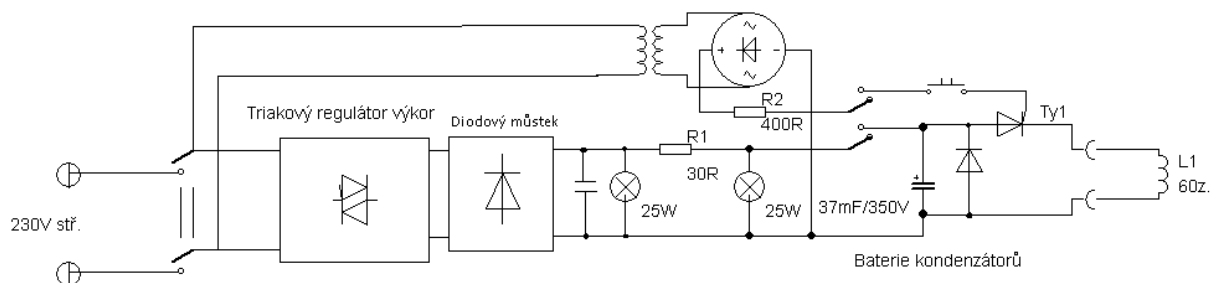 R2
400R
Ty1
Triakový regulátor výkor
Diodový můstek
R1
30R
L1
60z.
230V stř.
25W
25W
37mF/350V
Baterie kondenzátorů